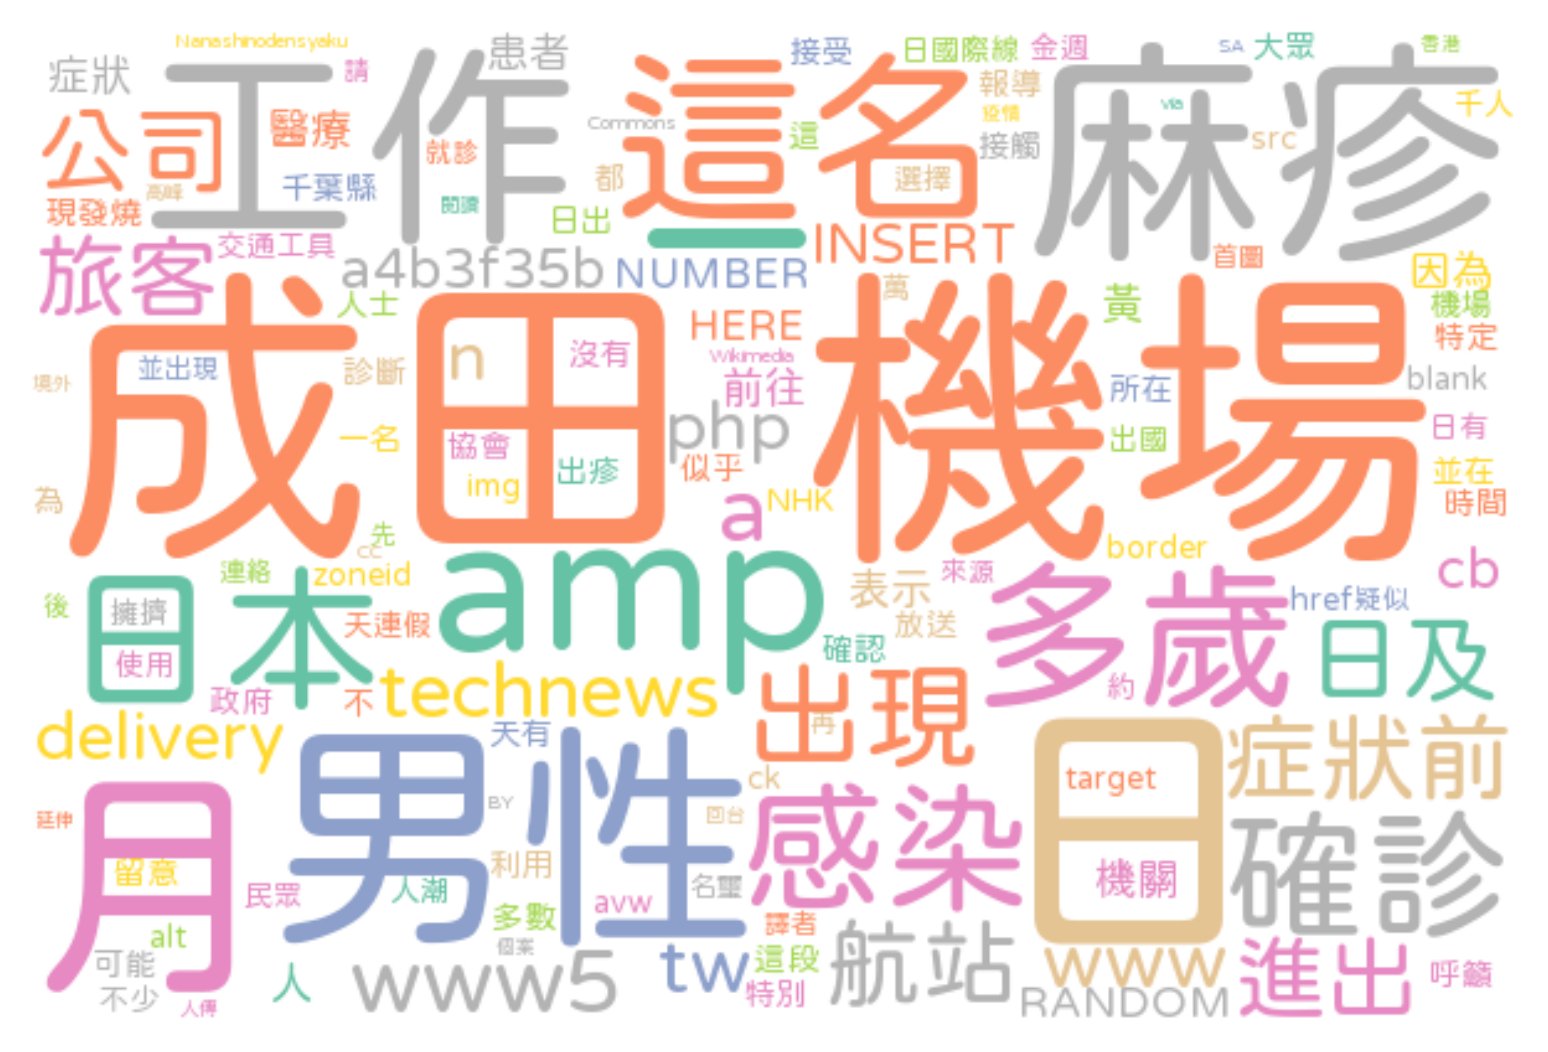 Nanashinodensyaku
症狀
工作
請
患者
這名
接受
日國際線
金週
麻疹
SA
大眾
香港
公司
醫療
就診
Commons
這
報導
疫情
接觸
via
src
千人
高峰
千葉縣
都
選擇
現發燒
閱讀
日出
一
INSERT
旅客
交通工具
a4b3f35b
NUMBER
首圖
因為
人士
萬
黃
機場
成田機場
HERE
特定
並出現
診斷
n
沒有
Wikimedia
前往
所在
blank
境外
一名
協會
php
出國
日有
img
出疹
似乎
並在
為
a
NHK
時間
先
cc
border
連絡
zoneid
amp
表示
來源
多歲
cb
後
日本
擁擠
天連假
放送
href
疑似
使用
確認
日及
政府
不
technews
約
delivery
天有
出現
再
症狀前
月
男性
BY
ck
日
target
延伸
回台
感染
確診
留意
民眾
人潮
利用
avw
名璽
機關
alt
多數
譯者
可能
個案
www5
tw
這段
航站
www
進出
呼籲
不少
人
人傳
特別
RANDOM